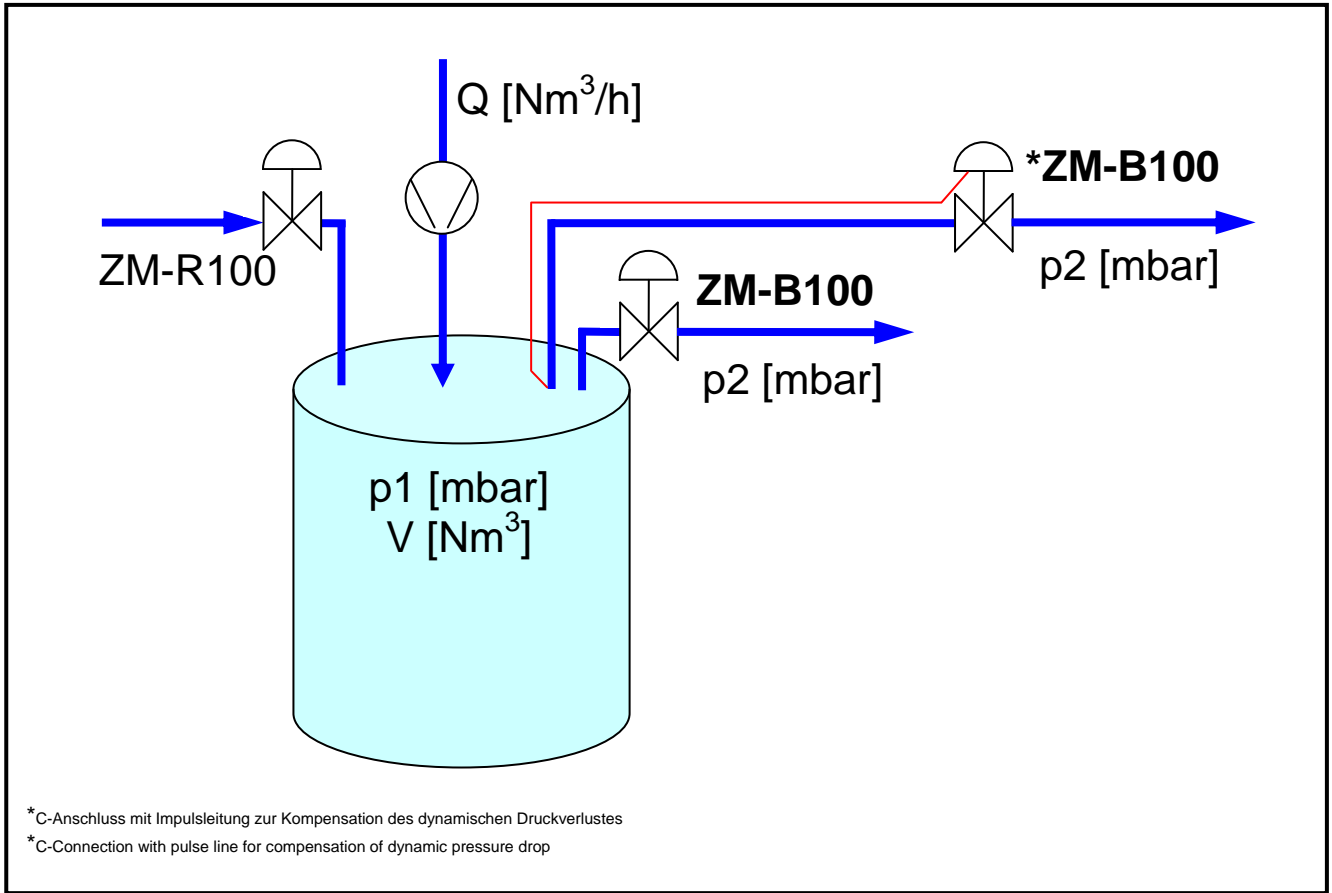 Q [Nm³/h]
*ZM-B100
ZM-R100
p2 [mbar]
ZM-B100
p2 [mbar]
p1 [mbar]
V [Nm³]
*C-Anschluss mit Impulsleitung zur Kompensation des dynamischen Druckverlustes
*C-Connection with pulse line for compensation of dynamic pressure drop